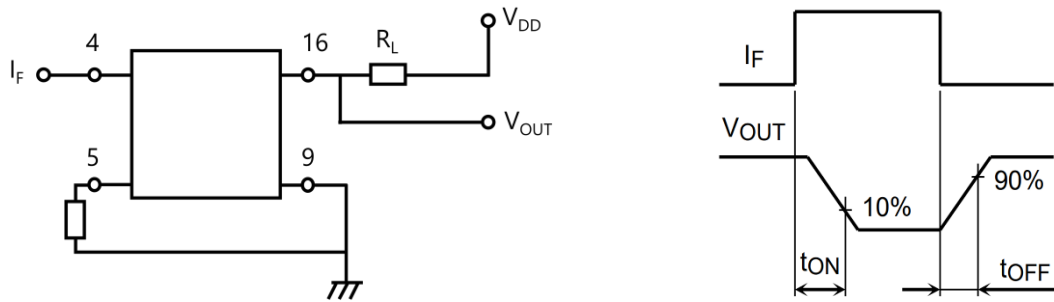 V_DD
4
16
R_L
I_F
V_OUT
5
9
I_F
V_OUT
10%
90%
t_ON
t_OFF